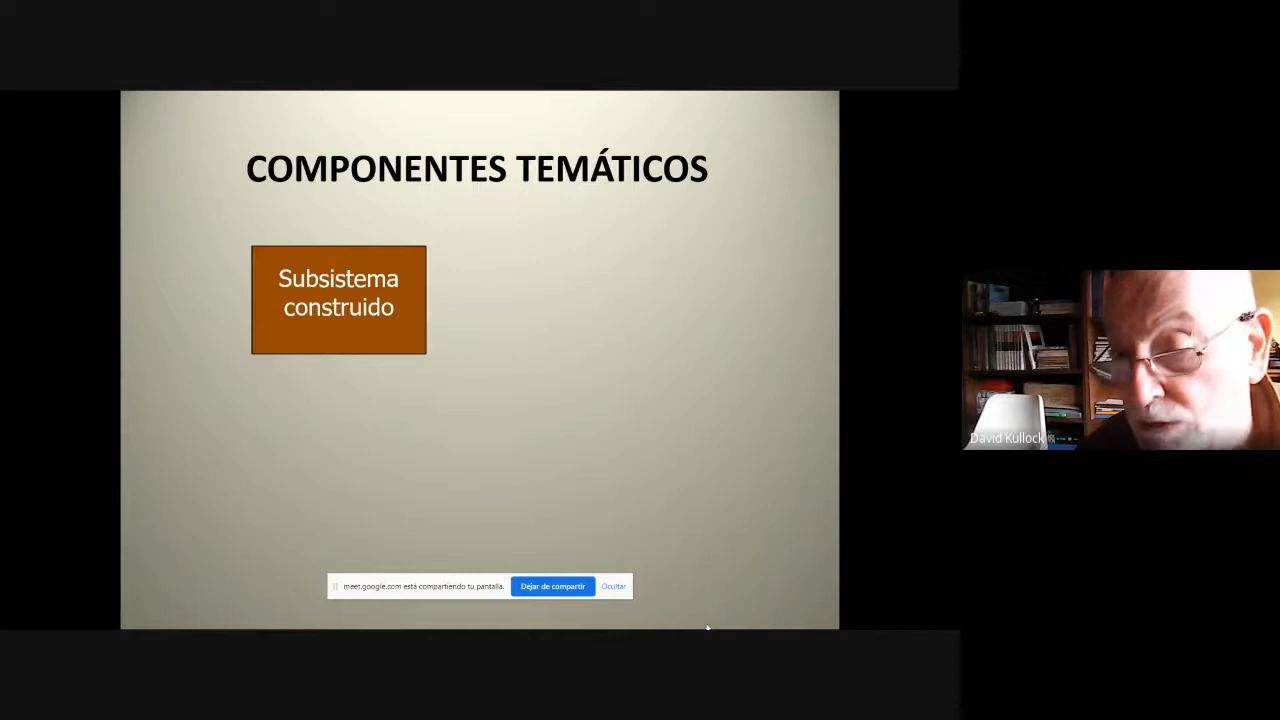 COMPONENTES TEMÁTICOS
Subsistema
construido
David Kullock
meet.google.com está compartiendo tu pantalla.
Dejar de compartir
Ocultar